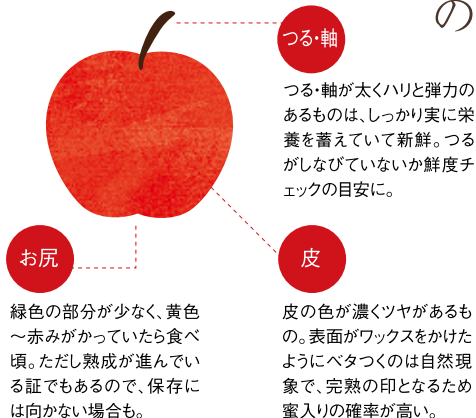 の
つる・軸
つる・軸が太くハリと弾力の
あるものは、しっかり実に栄
養を蓄えていて新鮮。つる
がしなびていないか鮮度チ
ェックの目安に。
お尻
緑色の部分が少なく、黄色
～赤みがかっていたら食べ
頃。ただし熟成が進んでい
る証でもあるので、保存に
は向かない場合も。
皮
皮の色が濃くツヤがあるも
の。表面がワックスをかけた
ようにベタつくのは自然現
象で、完熟の印となるため
蜜入りの確率が高い。